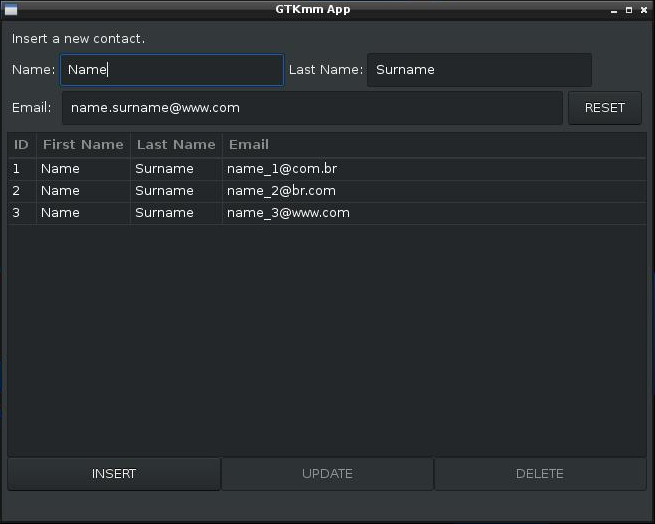 GTKmm App
Insert a new contact.
Name: Name Last Name: Surname
Email: name.surname@www.com RESET
ID First Name Last Name Email
1 Name Surname name_1@com.br
2 Name Surname name_2@br.com
3 Name Surname name_3@www.com
INSERT UPDATE DELETE